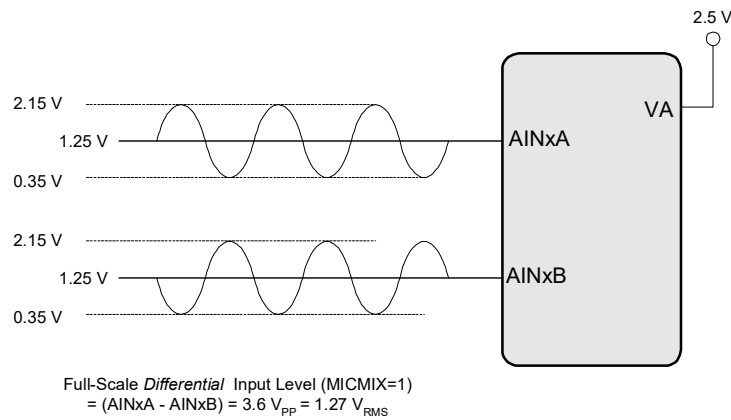 2.5 V
VA
2.15 V
1.25 V
AINxA
0.35 V
2.15 V
1.25 V
AINxB
0.35 V
Full-Scale Differential Input Level (MICMIX=1)
= (AINxA - AINxB) = 3.6 VPP = 1.27 VRMS